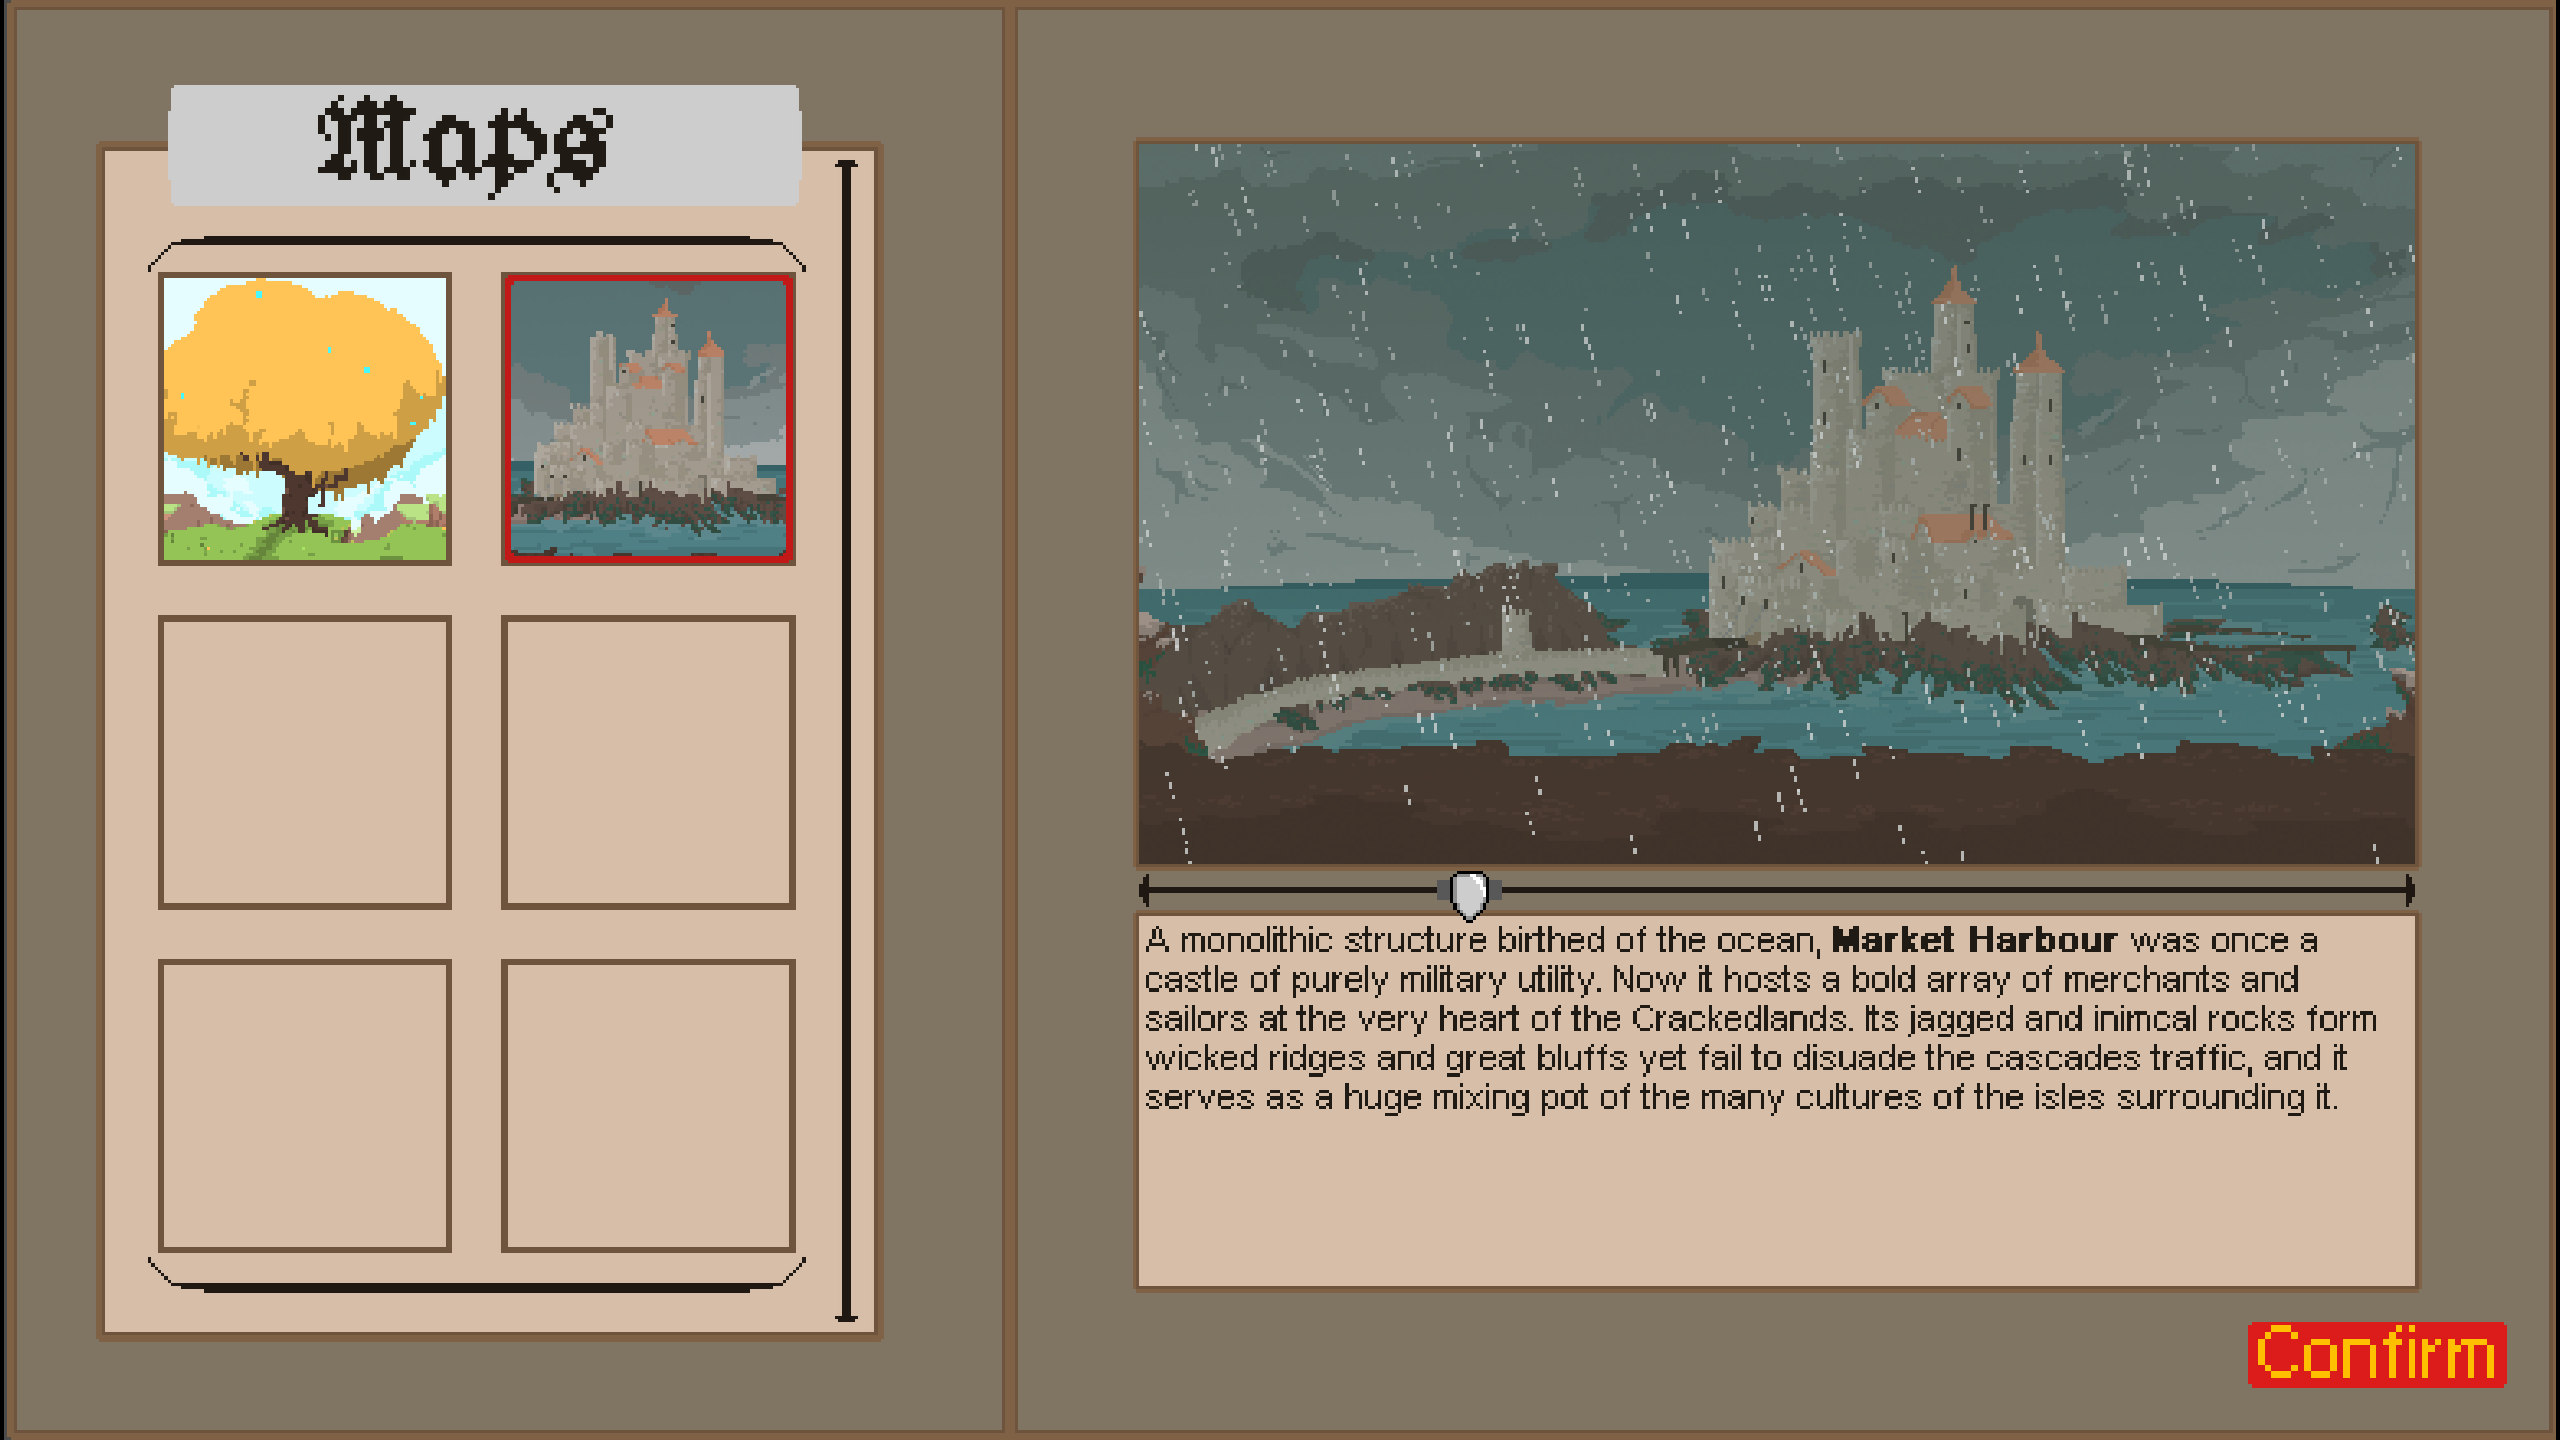 Maps
A monolithic structure birthed of the ocean, Market Harbour was once a
castle of purely military utility. Now it hosts a bold array of merchants and
sailors at the very heart of the Crackedlands. Its jagged and inimcal rocks form
wicked ridges and great bluffs yet fail to disuade the cascades traffic, and it
serves as a huge mixing pot of the many cultures of the isles surrounding it.
Confirm